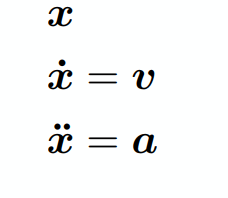 x
ẋ = v
ẍ = a